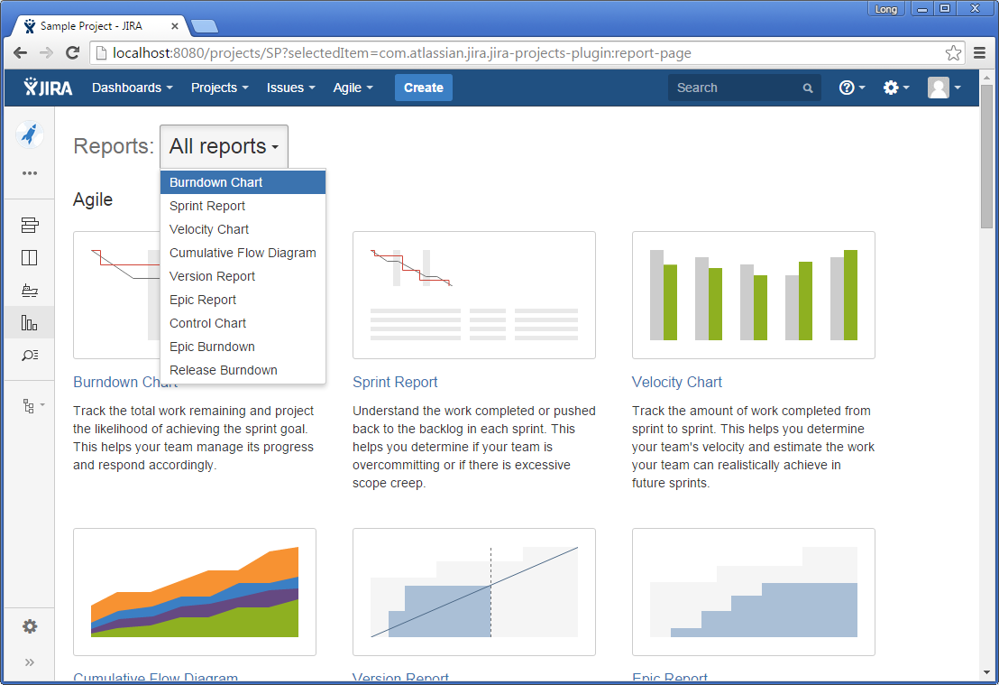 Long
Sample Project - JIRA
localhost:8080/projects/SP?selectedItem=com.atlassian.jira.jira-projects-plugin:report-page
JIRA Dashboards Projects Issues Agile Create Search
Reports: All reports
Burndown Chart
Sprint Report
Velocity Chart
Cumulative Flow Diagram
Version Report
Epic Report
Control Chart
Epic Burndown
Release Burndown
Agile
Burndown Chart
Track the total work remaining and project
the likelihood of achieving the sprint goal.
This helps your team manage its progress
and respond accordingly.
Sprint Report
Understand the work completed or pushed
back to the backlog in each sprint. This
helps you determine if your team is
overcommitting or if there is excessive
scope creep.
Velocity Chart
Track the amount of work completed from
sprint to sprint. This helps you determine
your team's velocity and estimate the work
your team can realistically achieve in
future sprints.
Cumulative Flow Diagram
Version Report
Epic Report